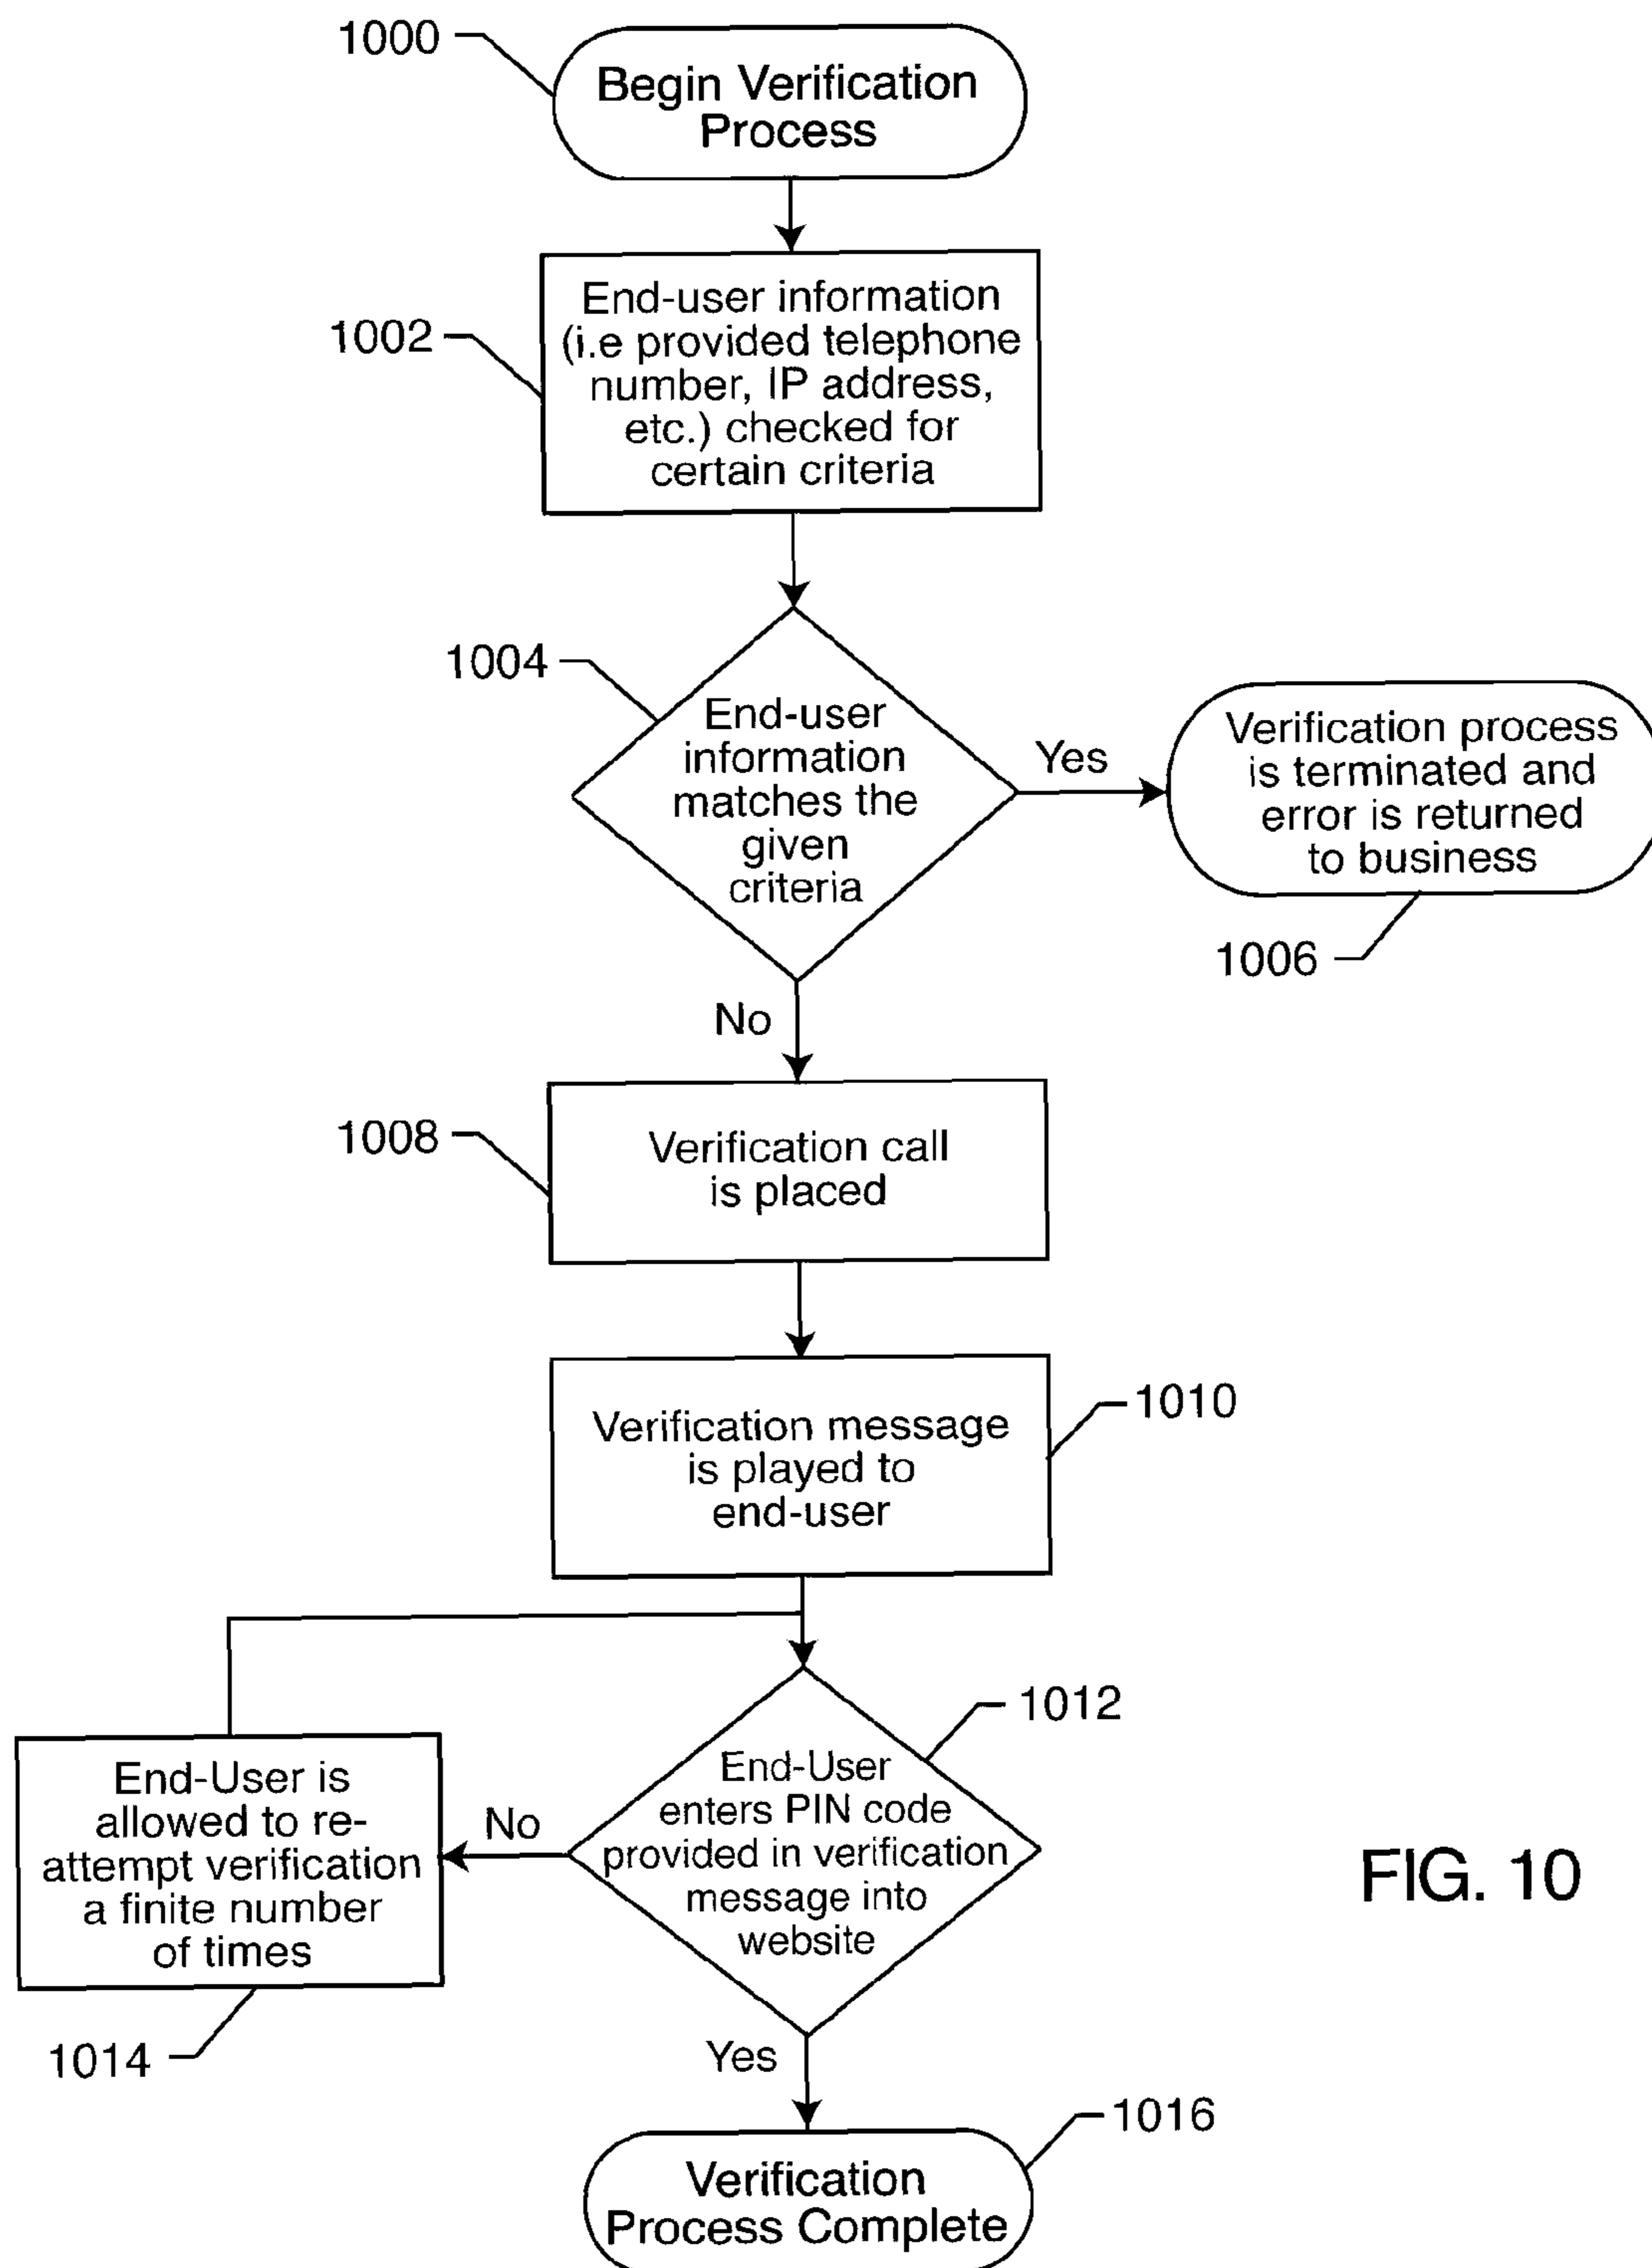 1000
Begin Verification
Process
1002
End-user information
(i.e provided telephone
number, IP address,
etc.) checked for
certain criteria
1004
End-user
information
matches the
given
criteria
Yes
Verification process
is terminated and
error is returned
to business
1006
No
1008
Verification call
is placed
1010
Verification message
is played to
end-user
1012
End-User
enters PIN code
provided in verification
message into
website
No
End-User is
allowed to re-
attempt verification
a finite number
of times
1014
FIG. 10
Yes
1016
Verification
Process Complete